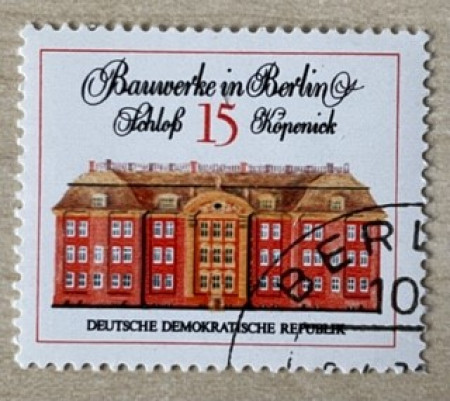 Bauwerke in Berlin
Schloß 15 Köpenick
DEUTSCHE DEMOKRATISCHE REPUBLIK
BERL
10